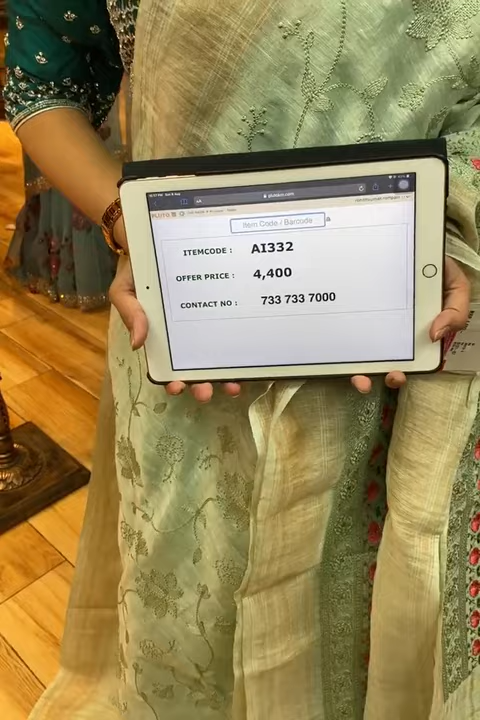 Item Code / Barcode
ITEMCODE : AI332
OFFER PRICE : 4,400
CONTACT NO : 733 733 7000